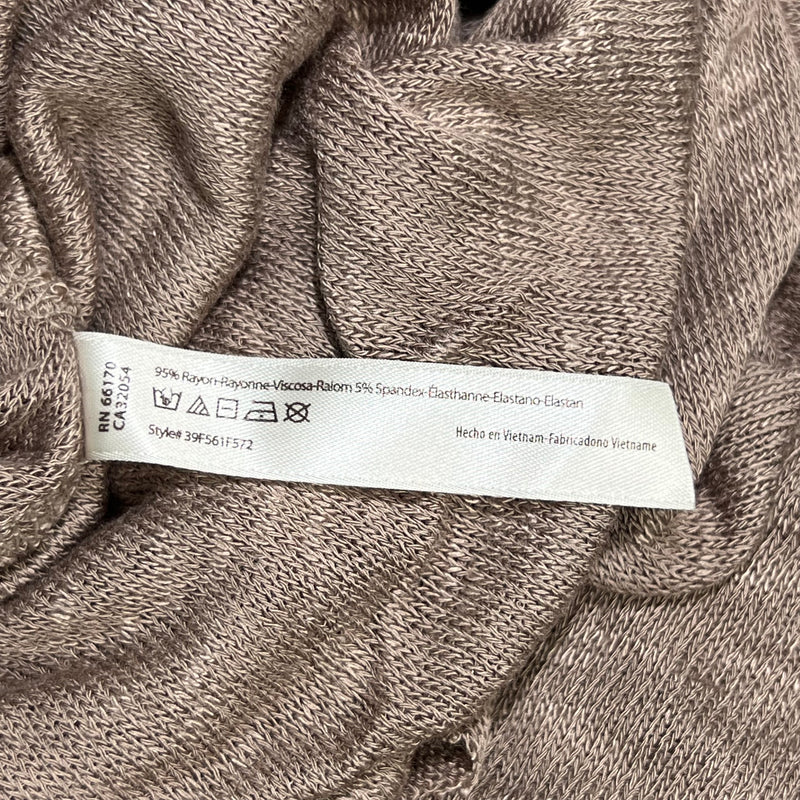 RN 66170
CA32054
95% Rayon-Rayonne-Viscosa-Raiom 5% Spandex-Élasthanne-Elastano-Elastan
Style# 39F561F572
Hecho en Vietnam-Fabricadono Vietname